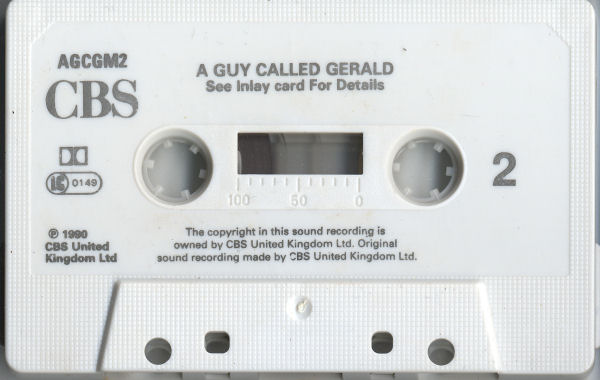 AGCGM2
CBS
A GUY CALLED GERALD
See Inlay card For Details
LC 0149
100 50 0
2
℗ 1990
CBS United
Kingdom Ltd
The copyright in this sound recording is
owned by CBS United Kingdom Ltd. Original
sound recording made by CBS United Kingdom Ltd.